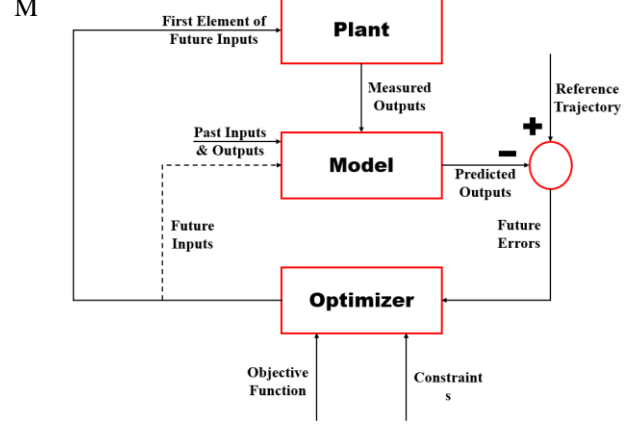 M
First Element of
Future Inputs
Plant
Measured
Outputs
Reference
Trajectory
+
Past Inputs
& Outputs
Model
−
Predicted
Outputs
Future
Inputs
Future
Errors
Optimizer
Objective
Function
Constraint
s